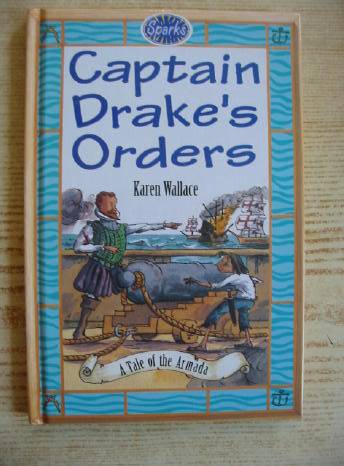 Sparks
Captain
Drake's
Orders
Karen Wallace
A Tale of the Armada